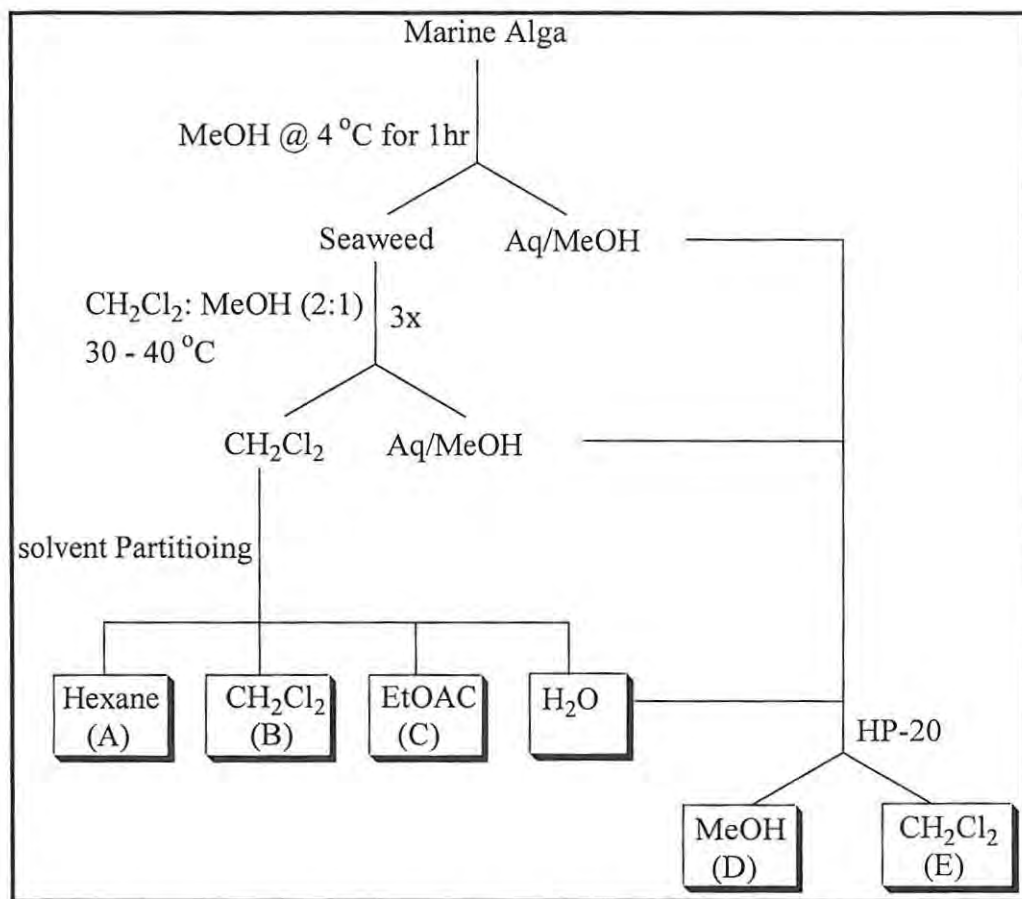 Marine Alga
MeOH @ 4 °C for 1hr
Seaweed
Aq/MeOH
CH₂Cl₂: MeOH (2:1)
3x
30 - 40 °C
CH₂Cl₂
Aq/MeOH
solvent Partitioing
Hexane
(A)
CH₂Cl₂
(B)
EtOAC
(C)
H₂O
HP-20
MeOH
(D)
CH₂Cl₂
(E)